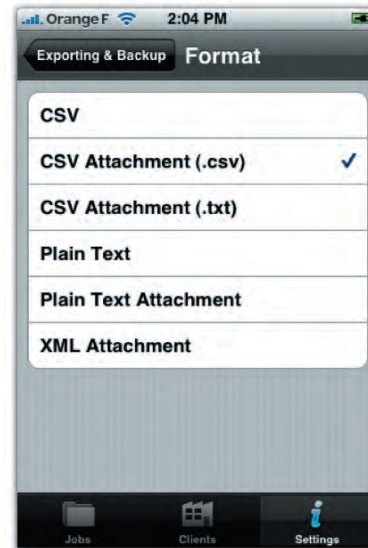 Orange F 2:04 PM
Exporting & Backup Format
CSV
CSV Attachment (.csv)
CSV Attachment (.txt)
Plain Text
Plain Text Attachment
XML Attachment
Jobs Clients Settings